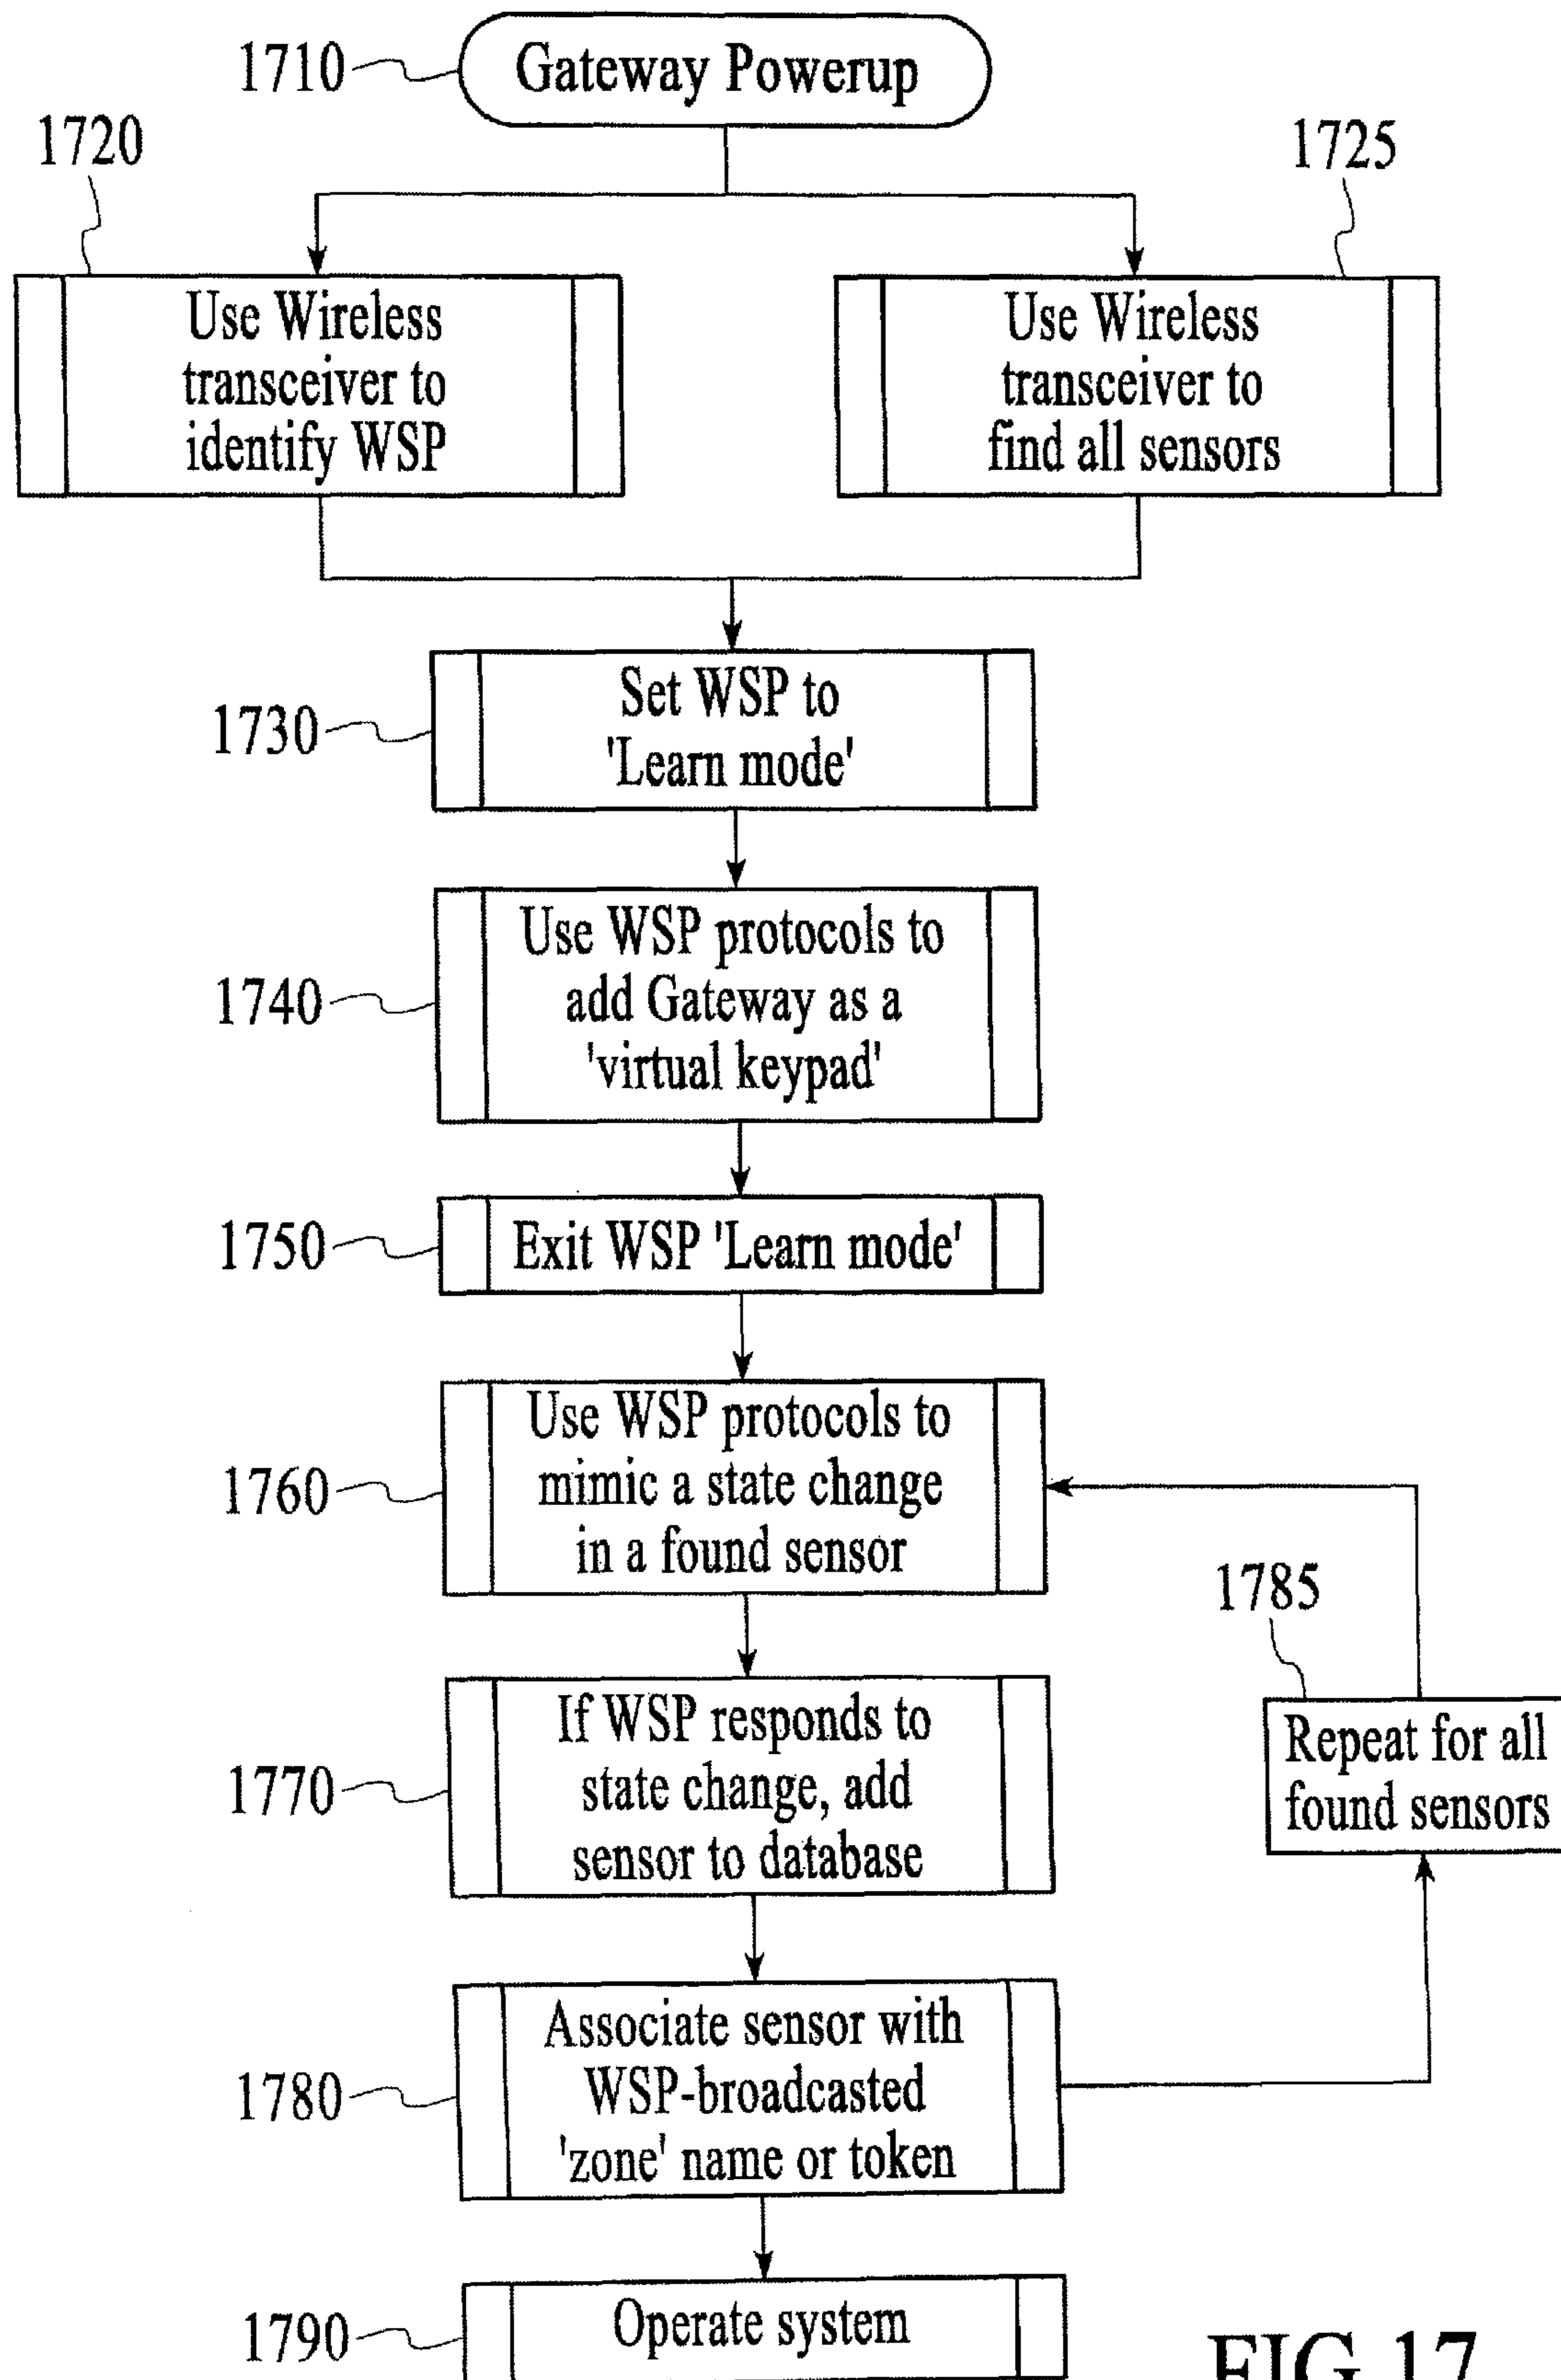 1710
Gateway Powerup
1720
1725
Use Wireless
transceiver to
identify WSP
Use Wireless
transceiver to
find all sensors
1730
Set WSP to
'Learn mode'
1740
Use WSP protocols to
add Gateway as a
'virtual keypad'
1750
Exit WSP 'Learn mode'
1760
Use WSP protocols to
mimic a state change
in a found sensor
1785
Repeat for all
found sensors
1770
If WSP responds to
state change, add
sensor to database
1780
Associate sensor with
WSP-broadcasted
'zone' name or token
1790
Operate system
FIG.17